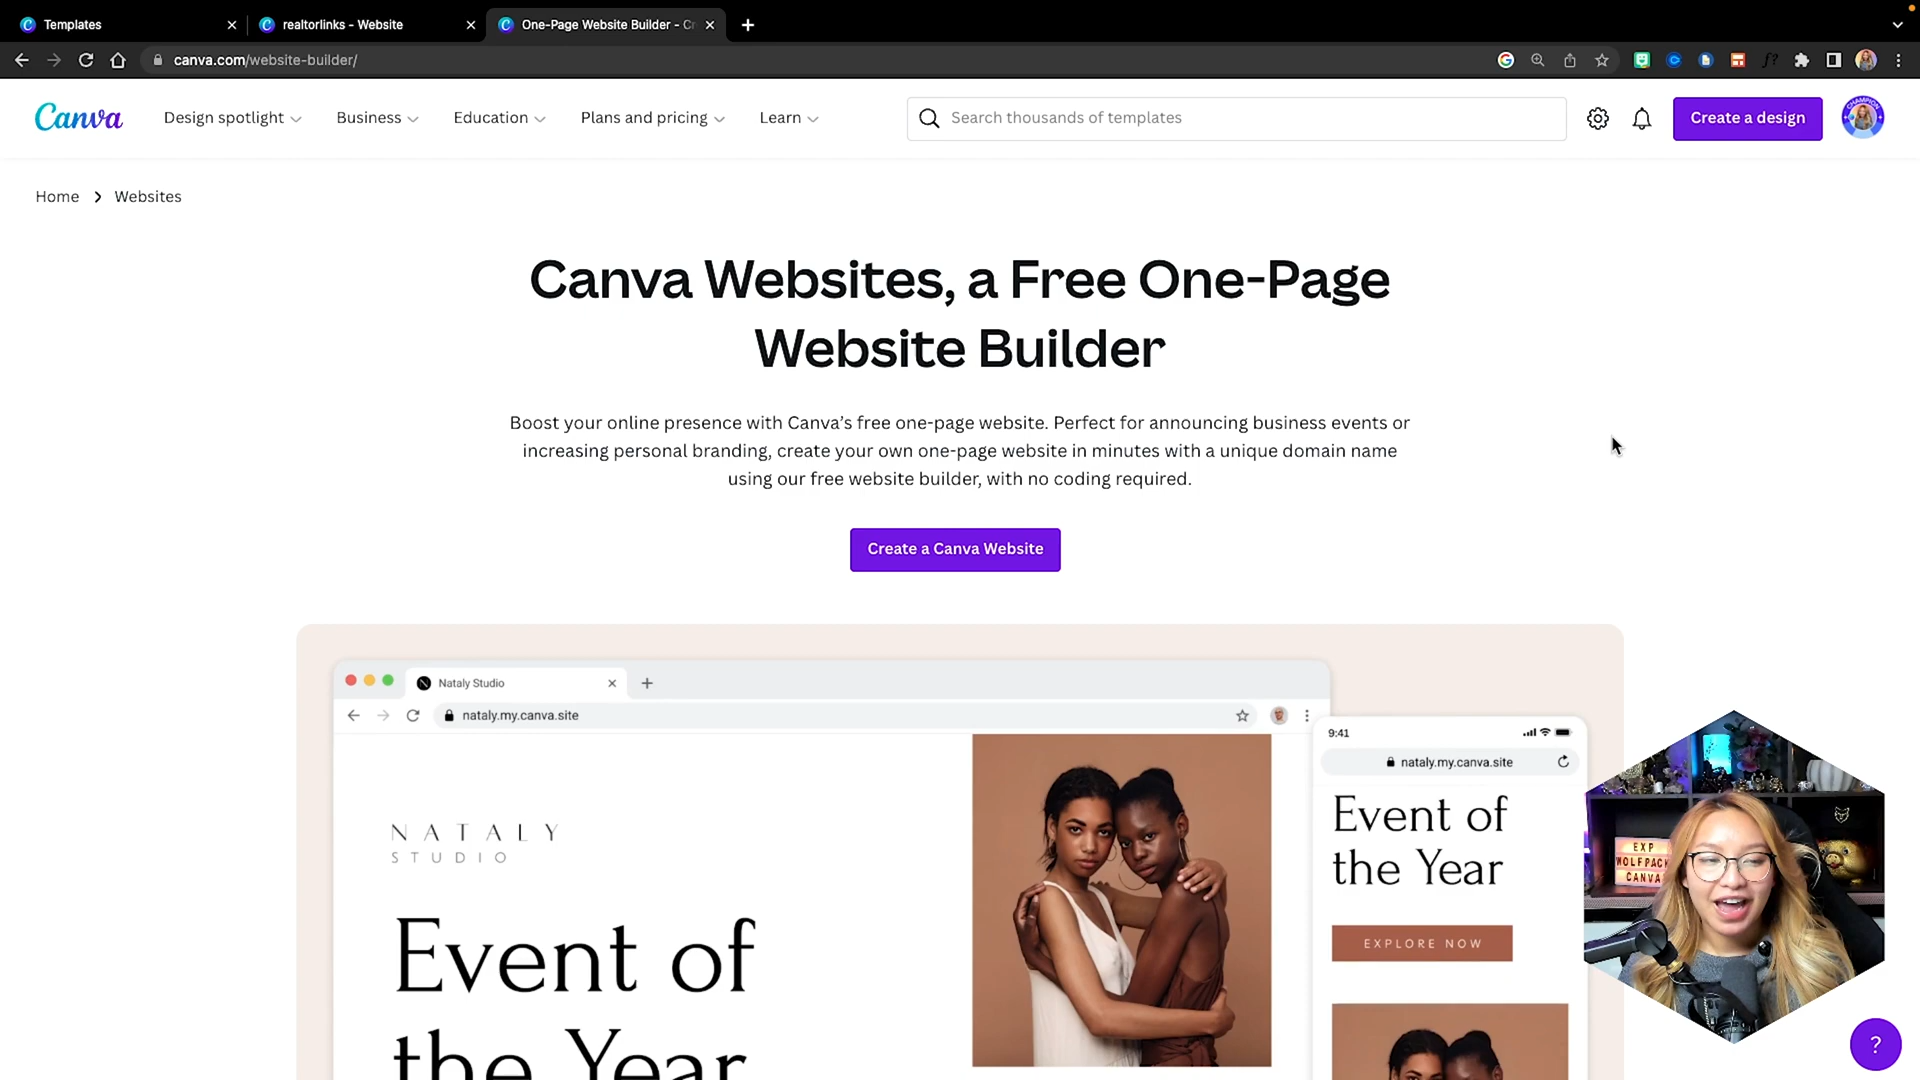 Templates
realtorlinks - Website
One-Page Website Builder - Cr
canva.com/website-builder/
Canva
Design spotlight
Business
Education
Plans and pricing
Learn
Search thousands of templates
Create a design
CHAMPION
Home
Websites
Canva Websites, a Free One-Page
Website Builder
Boost your online presence with Canva’s free one-page website. Perfect for announcing business events or
increasing personal branding, create your own one-page website in minutes with a unique domain name
using our free website builder, with no coding required.
Create a Canva Website
Nataly Studio
nataly.my.canva.site
NATALY
STUDIO
Event of
the Year
9:41
nataly.my.canva.site
Event of
the Year
EXPLORE NOW
EXP
WOLFPACK
CANVA
?